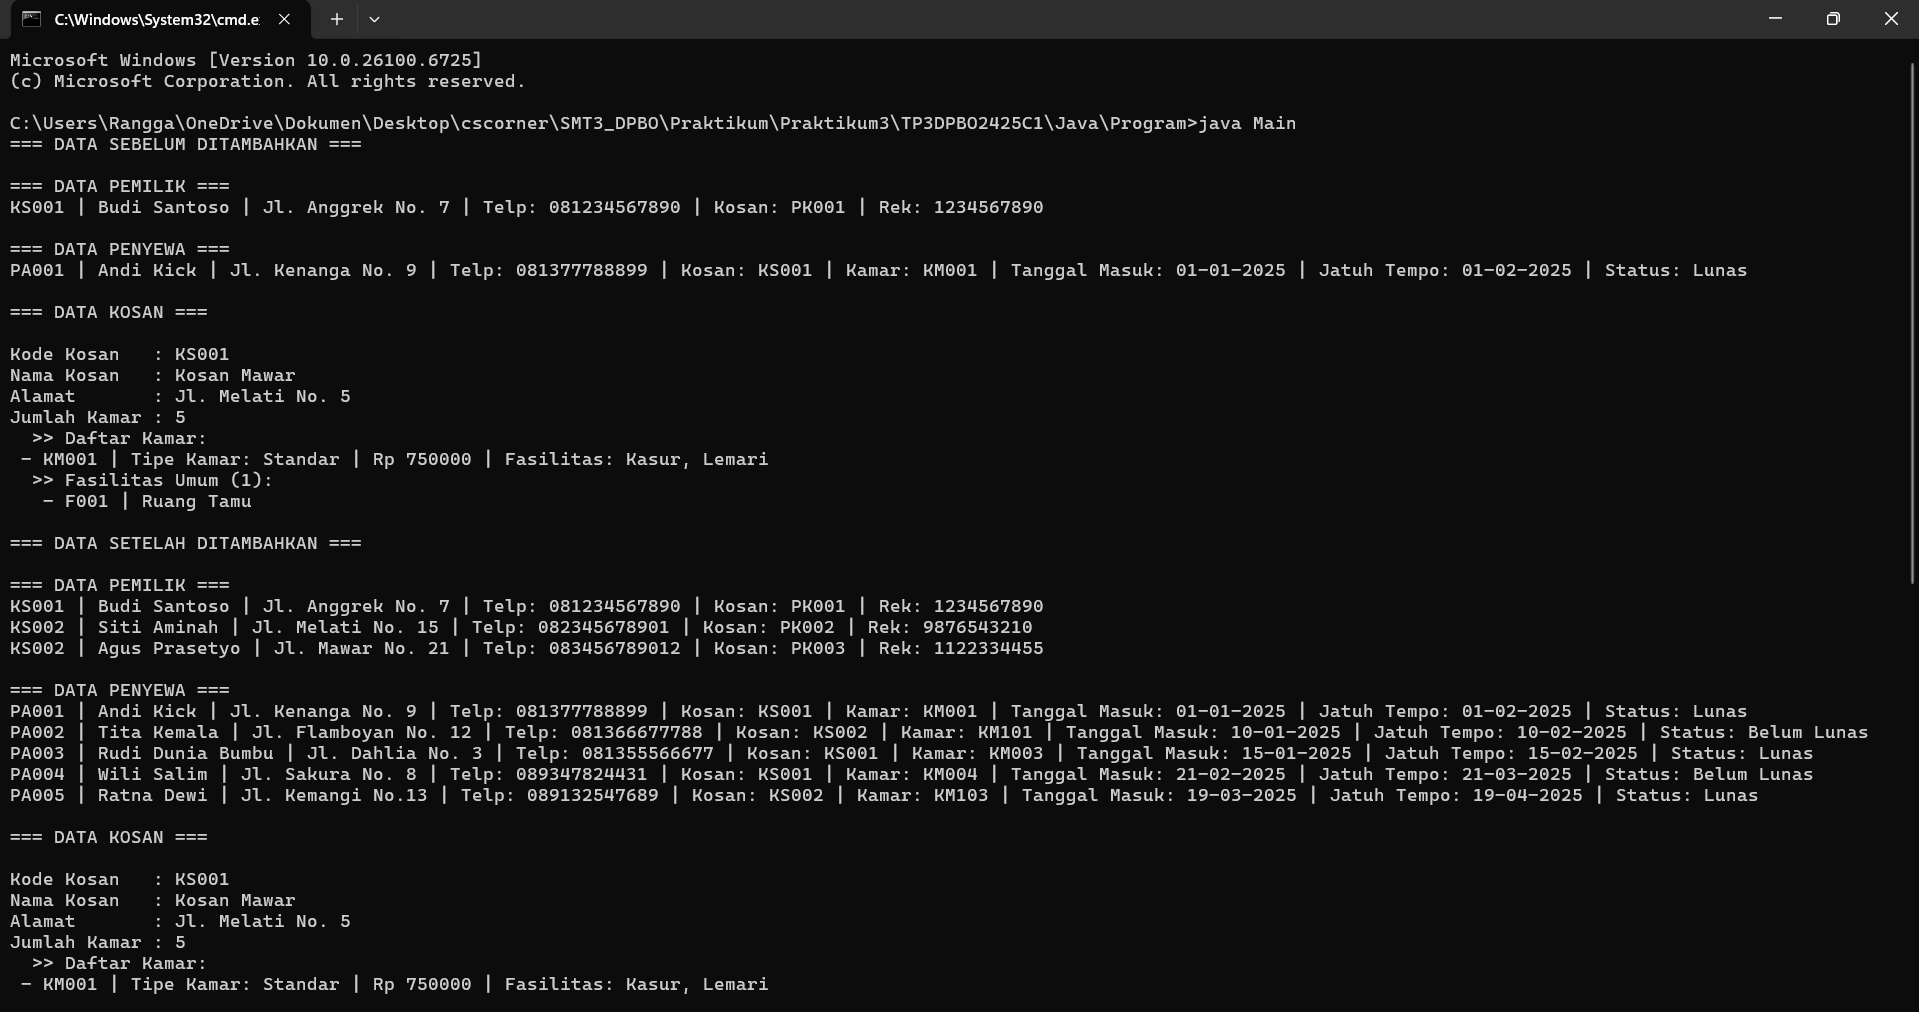 C:\Windows\System32\cmd.e
Microsoft Windows [Version 10.0.26100.6725]
(c) Microsoft Corporation. All rights reserved.
C:\Users\Rangga\OneDrive\Dokumen\Desktop\cscorner\SMT3_DPBO\Praktikum\Praktikum3\TP3DPBO2425C1\Java\Program>java Main
=== DATA SEBELUM DITAMBAHKAN ===
=== DATA PEMILIK ===
KS001 | Budi Santoso | Jl. Anggrek No. 7 | Telp: 081234567890 | Kosan: PK001 | Rek: 1234567890
=== DATA PENYEWA ===
PA001 | Andi Kick | Jl. Kenanga No. 9 | Telp: 081377788899 | Kosan: KS001 | Kamar: KM001 | Tanggal Masuk: 01-01-2025 | Jatuh Tempo: 01-02-2025 | Status: Lunas
=== DATA KOSAN ===
Kode Kosan   : KS001
Nama Kosan   : Kosan Mawar
Alamat       : Jl. Melati No. 5
Jumlah Kamar : 5
  >> Daftar Kamar:
 - KM001 | Tipe Kamar: Standar | Rp 750000 | Fasilitas: Kasur, Lemari
  >> Fasilitas Umum (1):
   - F001 | Ruang Tamu
=== DATA SETELAH DITAMBAHKAN ===
=== DATA PEMILIK ===
KS001 | Budi Santoso | Jl. Anggrek No. 7 | Telp: 081234567890 | Kosan: PK001 | Rek: 1234567890
KS002 | Siti Aminah | Jl. Melati No. 15 | Telp: 082345678901 | Kosan: PK002 | Rek: 9876543210
KS002 | Agus Prasetyo | Jl. Mawar No. 21 | Telp: 083456789012 | Kosan: PK003 | Rek: 1122334455
=== DATA PENYEWA ===
PA001 | Andi Kick | Jl. Kenanga No. 9 | Telp: 081377788899 | Kosan: KS001 | Kamar: KM001 | Tanggal Masuk: 01-01-2025 | Jatuh Tempo: 01-02-2025 | Status: Lunas
PA002 | Tita Kemala | Jl. Flamboyan No. 12 | Telp: 081366677788 | Kosan: KS002 | Kamar: KM101 | Tanggal Masuk: 10-01-2025 | Jatuh Tempo: 10-02-2025 | Status: Belum Lunas
PA003 | Rudi Dunia Bumbu | Jl. Dahlia No. 3 | Telp: 081355566677 | Kosan: KS001 | Kamar: KM003 | Tanggal Masuk: 15-01-2025 | Jatuh Tempo: 15-02-2025 | Status: Lunas
PA004 | Wili Salim | Jl. Sakura No. 8 | Telp: 089347824431 | Kosan: KS001 | Kamar: KM004 | Tanggal Masuk: 21-02-2025 | Jatuh Tempo: 21-03-2025 | Status: Belum Lunas
PA005 | Ratna Dewi | Jl. Kemangi No.13 | Telp: 089132547689 | Kosan: KS002 | Kamar: KM103 | Tanggal Masuk: 19-03-2025 | Jatuh Tempo: 19-04-2025 | Status: Lunas
=== DATA KOSAN ===
Kode Kosan   : KS001
Nama Kosan   : Kosan Mawar
Alamat       : Jl. Melati No. 5
Jumlah Kamar : 5
  >> Daftar Kamar:
 - KM001 | Tipe Kamar: Standar | Rp 750000 | Fasilitas: Kasur, Lemari